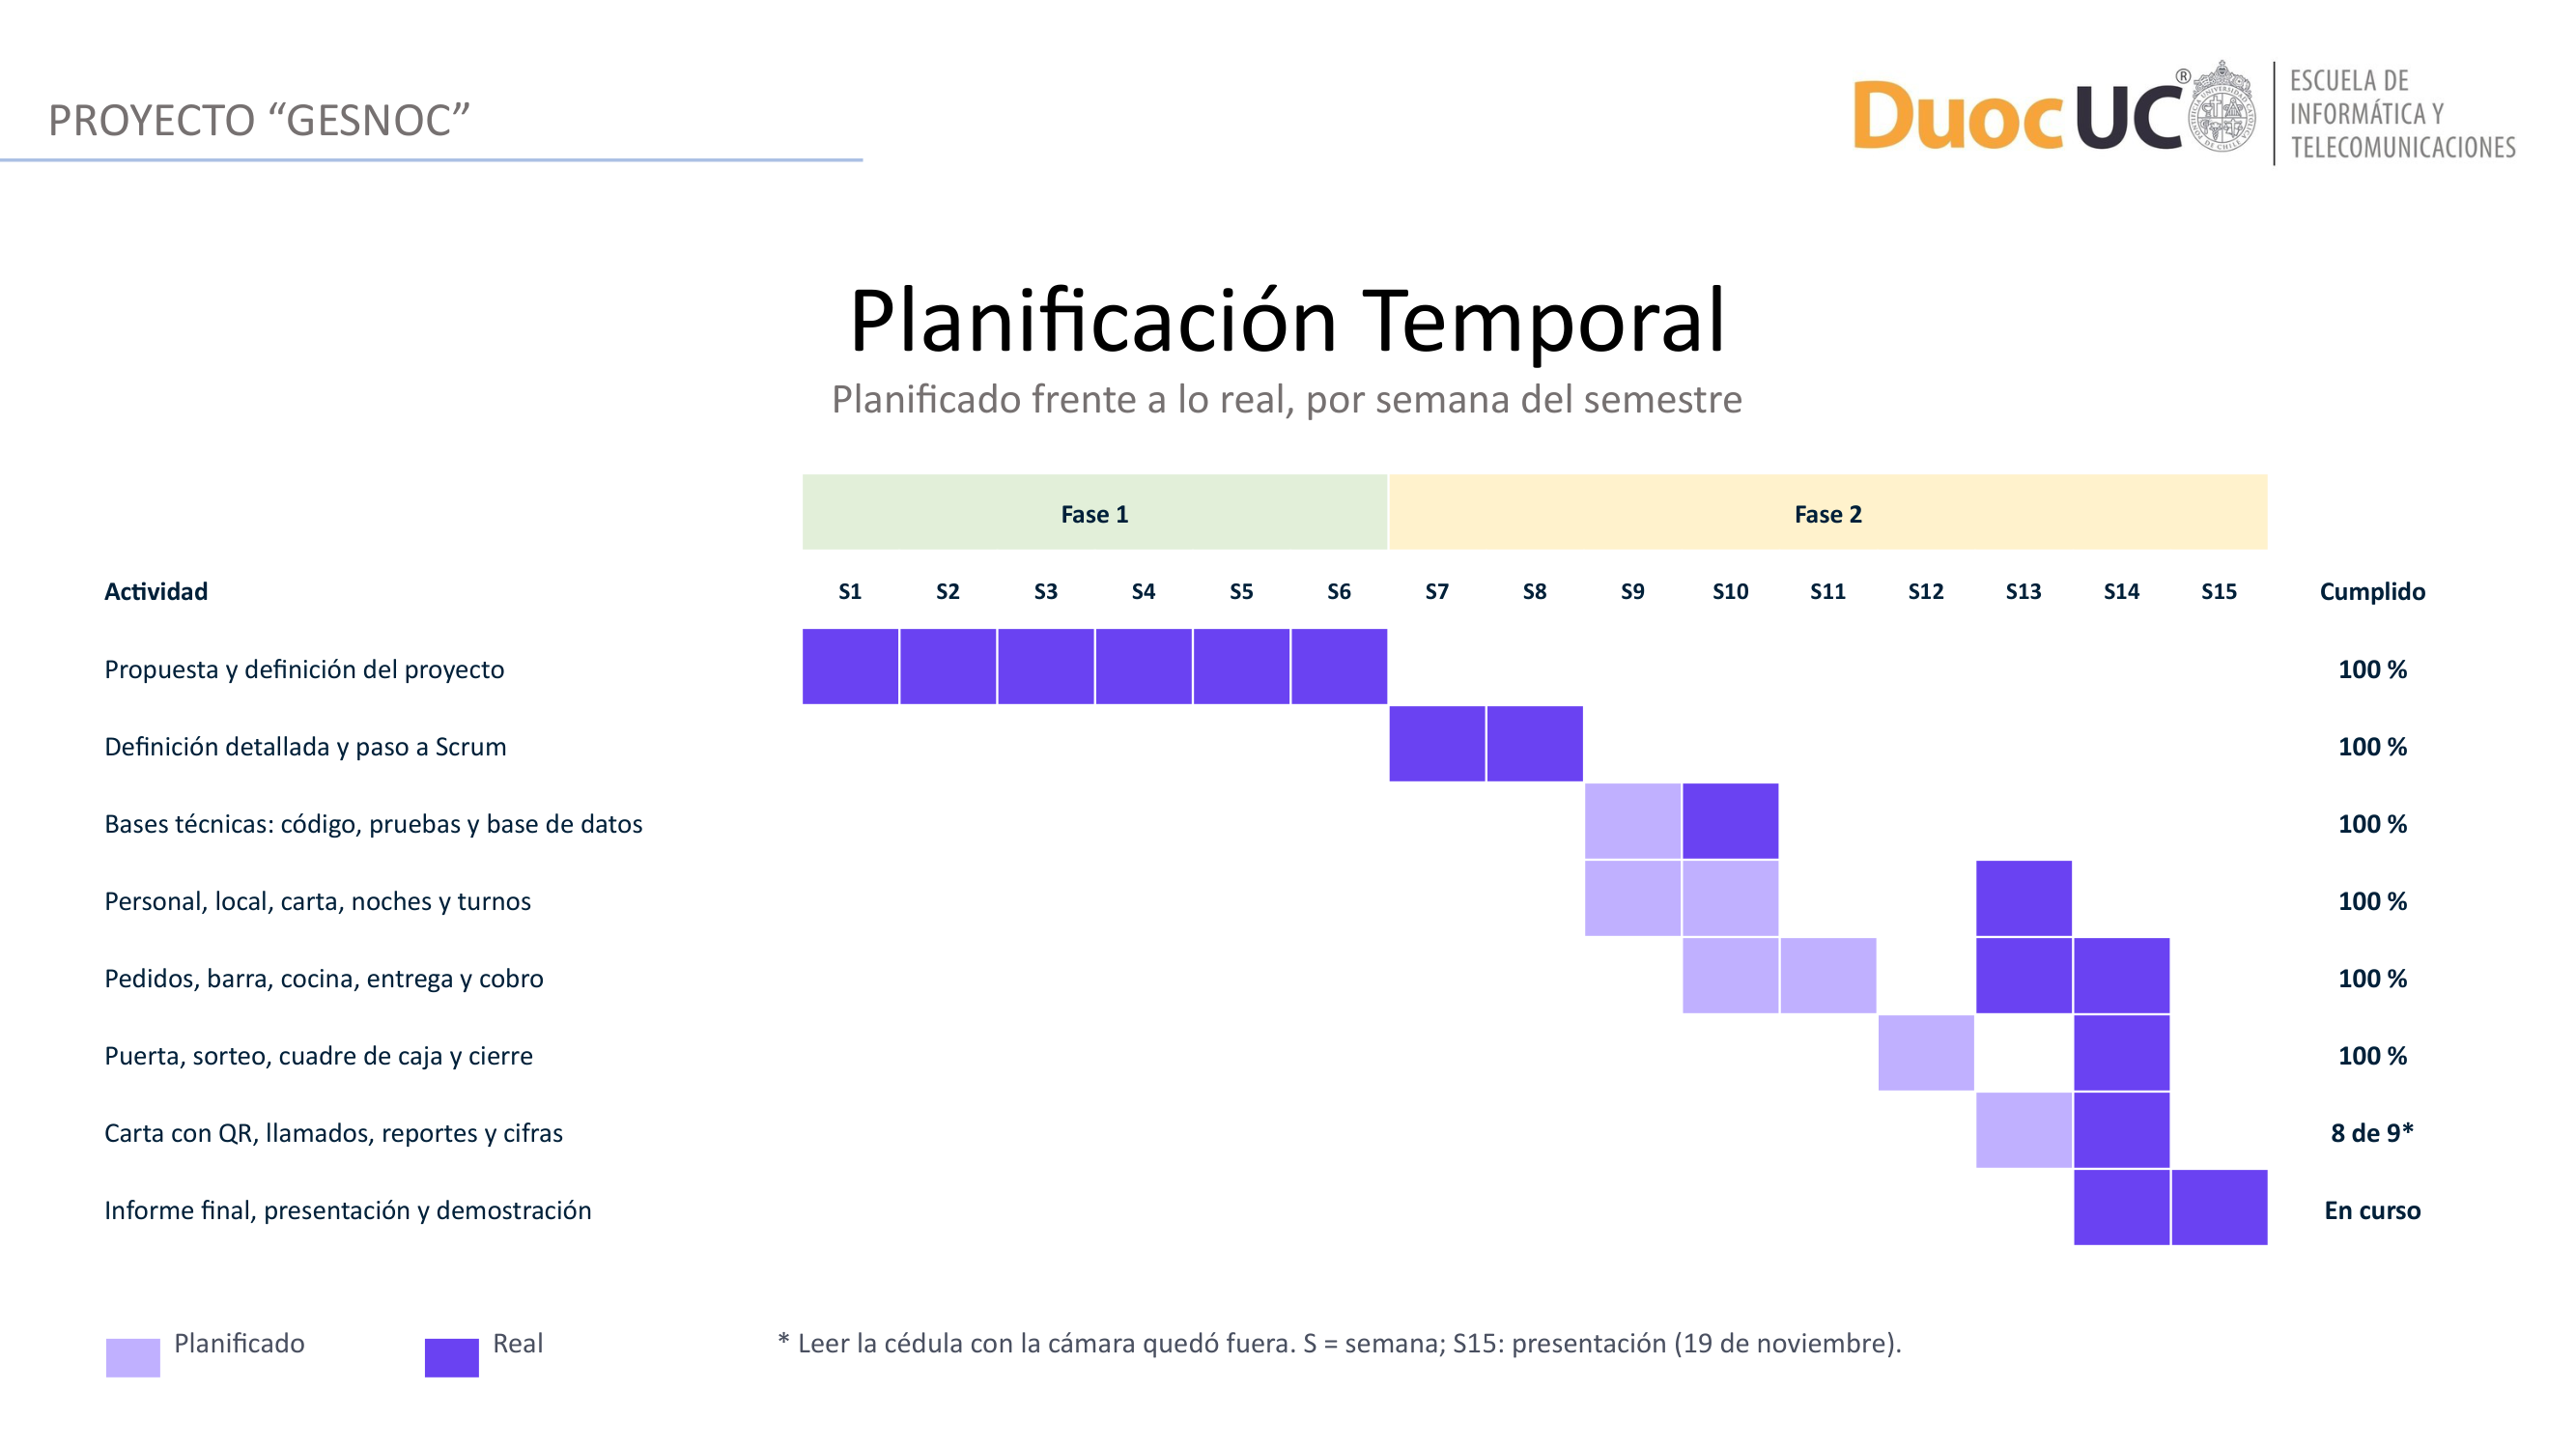 PROYECTO “GESNOC”
Duoc UC®
ESCUELA DE
INFORMÁTICA Y
TELECOMUNICACIONES
Planificación Temporal
Planificado frente a lo real, por semana del semestre
Fase 1 Fase 2
Actividad S1 S2 S3 S4 S5 S6 S7 S8 S9 S10 S11 S12 S13 S14 S15 Cumplido
Propuesta y definición del proyecto 100 %
Definición detallada y paso a Scrum 100 %
Bases técnicas: código, pruebas y base de datos 100 %
Personal, local, carta, noches y turnos 100 %
Pedidos, barra, cocina, entrega y cobro 100 %
Puerta, sorteo, cuadre de caja y cierre 100 %
Carta con QR, llamados, reportes y cifras 8 de 9*
Informe final, presentación y demostración En curso
Planificado Real * Leer la cédula con la cámara quedó fuera. S = semana; S15: presentación (19 de noviembre).